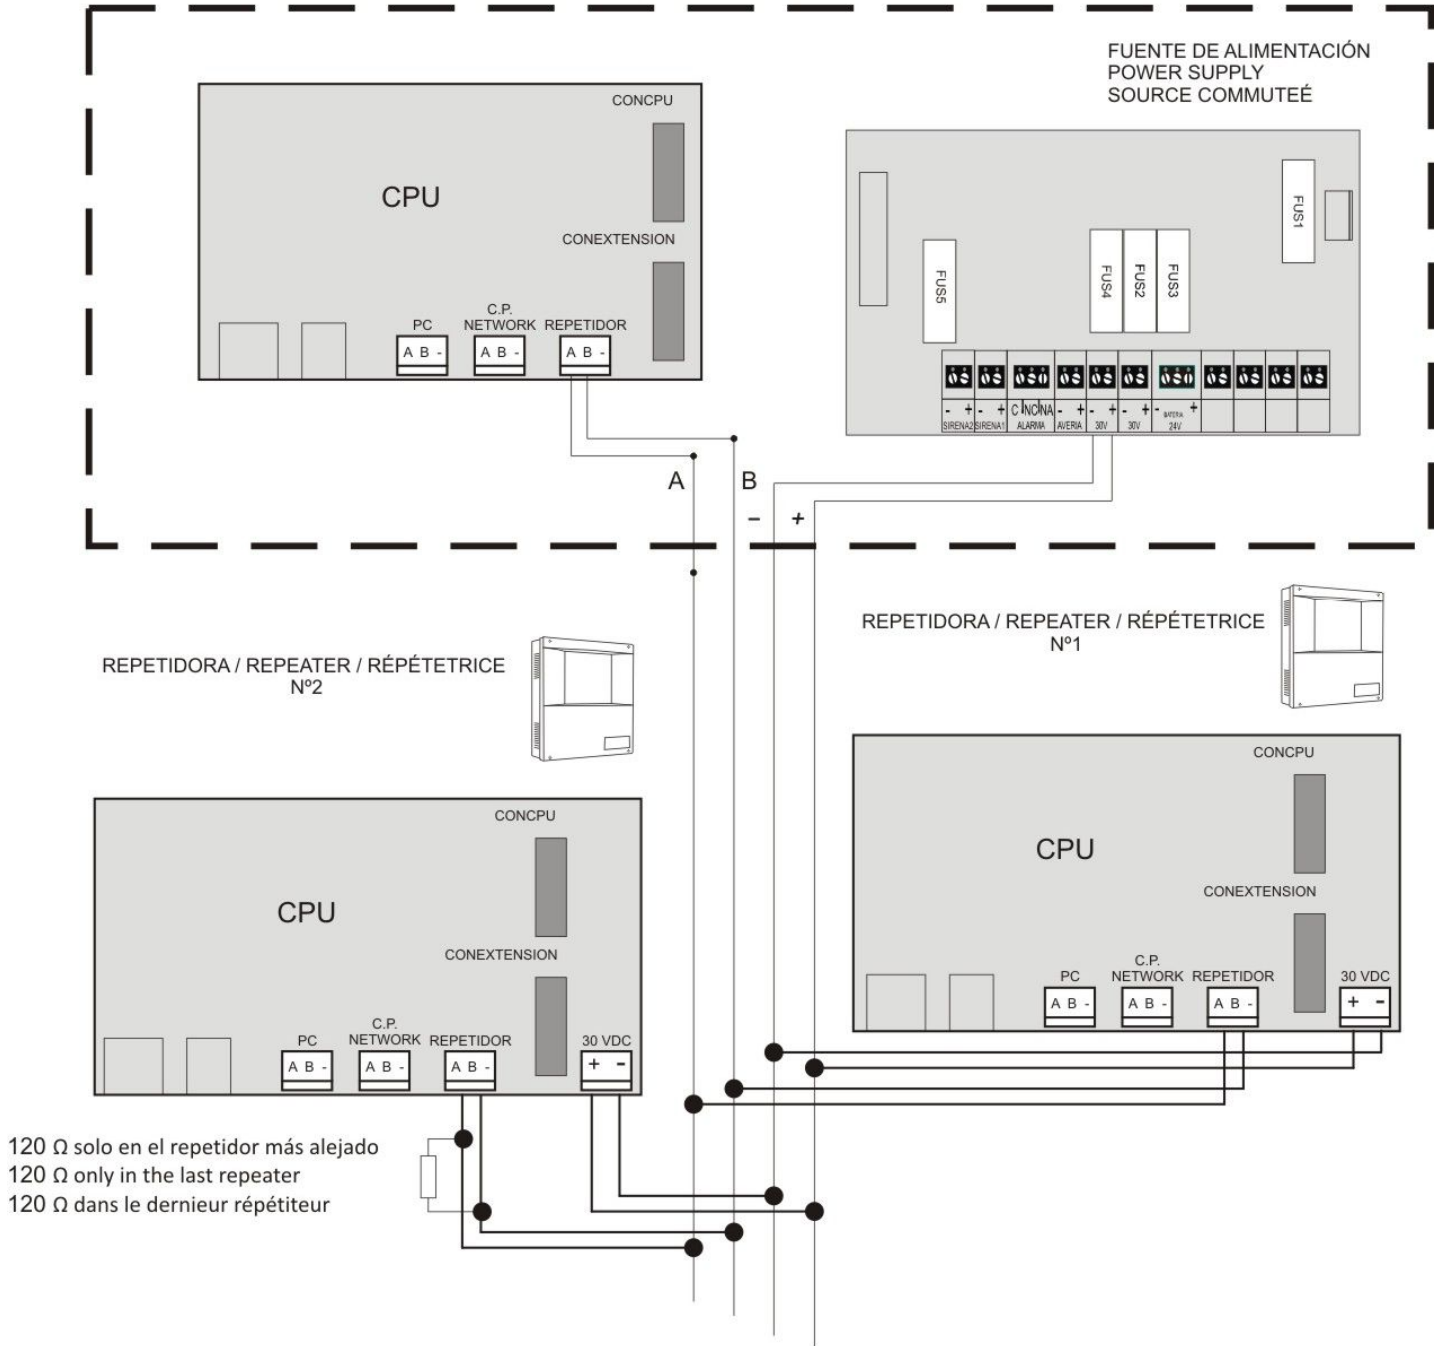 FUENTE DE ALIMENTACIÓN
POWER SUPPLY
SOURCE COMMUTEÉ
CONCPU
CPU
CONEXTENSION
PC
C.P.
NETWORK
REPETIDOR
A B -
A B -
A B -
FUS1
FUS5
FUS4
FUS2
FUS3
- +
SIRENA2
- +
SIRENA1
C NC NA
ALARMA
- +
AVERIA
- +
30V
- +
30V
- +
BATERIA
24V
A
B
- +
REPETIDORA / REPEATER / RÉPÉTETRICE
Nº1
REPETIDORA / REPEATER / RÉPÉTETRICE
Nº2
CONCPU
CPU
CONEXTENSION
PC
C.P.
NETWORK
REPETIDOR
30 VDC
A B -
A B -
A B -
+ -
CONCPU
CPU
CONEXTENSION
PC
C.P.
NETWORK
REPETIDOR
30 VDC
A B -
A B -
A B -
+ -
120 Ω solo en el repetidor más alejado
120 Ω only in the last repeater
120 Ω dans le dernieur répétiteur